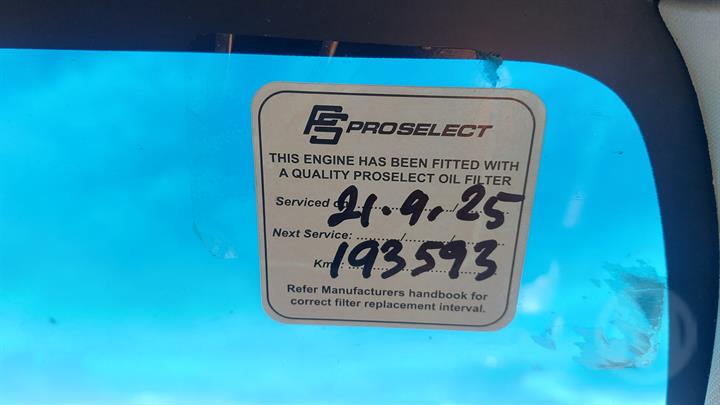 PS PROSELECT
THIS ENGINE HAS BEEN FITTED WITH
A QUALITY PROSELECT OIL FILTER
Serviced on 21.9.25
Next Service: ....../....../......
Km: 193593
Refer Manufacturers handbook for
correct filter replacement interval.